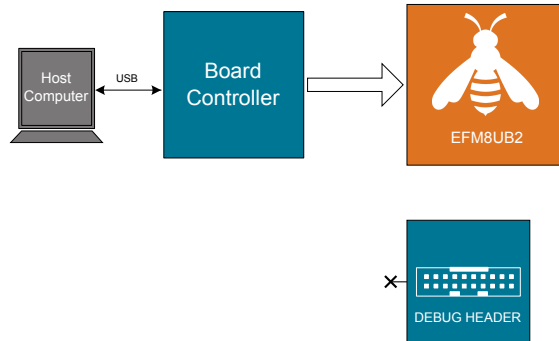 Host
Computer
USB
Board
Controller
EFM8UB2
DEBUG HEADER